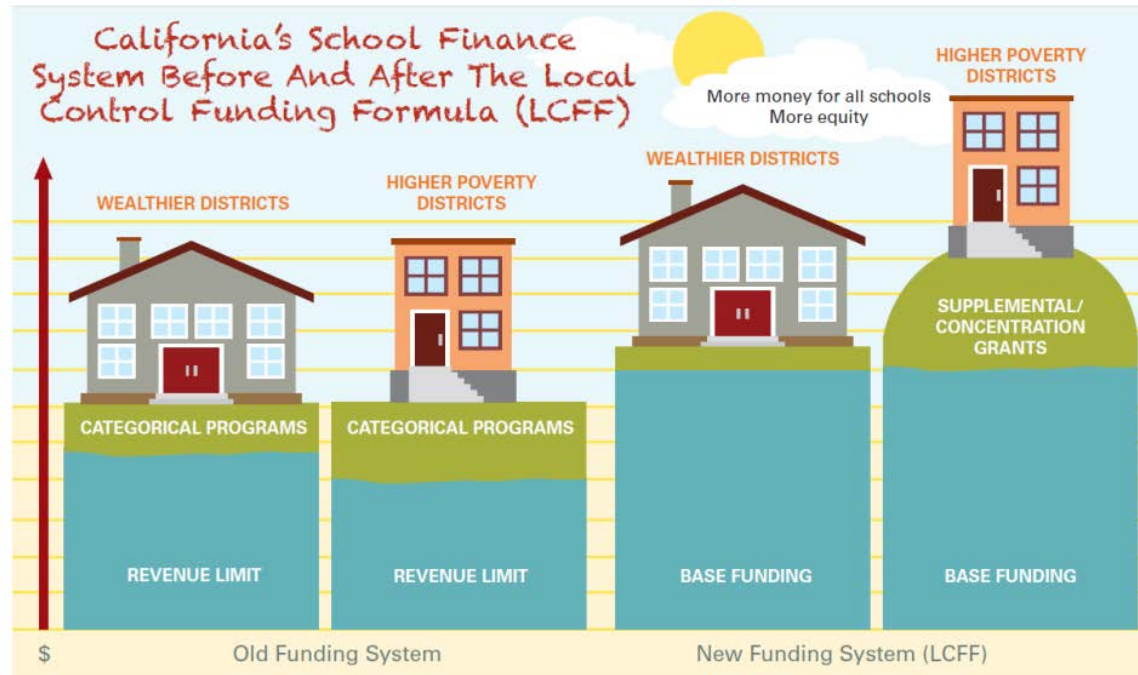 California's School Finance
System Before And After The Local
Control Funding Formula (LCFF)
More money for all schools
More equity
WEALTHIER DISTRICTS
HIGHER POVERTY
DISTRICTS
WEALTHIER DISTRICTS
HIGHER POVERTY
DISTRICTS
CATEGORICAL PROGRAMS
CATEGORICAL PROGRAMS
SUPPLEMENTAL/
CONCENTRATION
GRANTS
REVENUE LIMIT
REVENUE LIMIT
BASE FUNDING
BASE FUNDING
$
Old Funding System
New Funding System (LCFF)